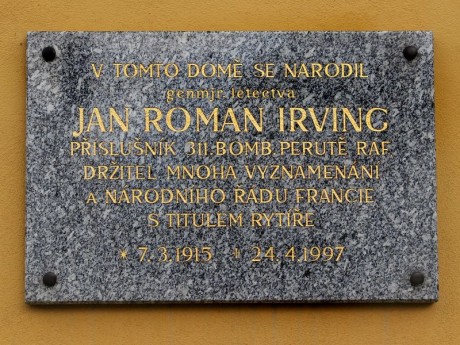 V TOMTO DOMĚ SE NARODIL
genmjr. letectva
JAN ROMAN IRVING
PŘÍSLUŠNÍK 311. BOMB. PERUTĚ RAF
DRŽITEL MNOHA VYZNAMENÁNÍ
A NÁRODNÍHO ŘÁDU FRANCIE
S TITULEM RYTÍŘE
* 7. 3. 1915 † 24. 4. 1997